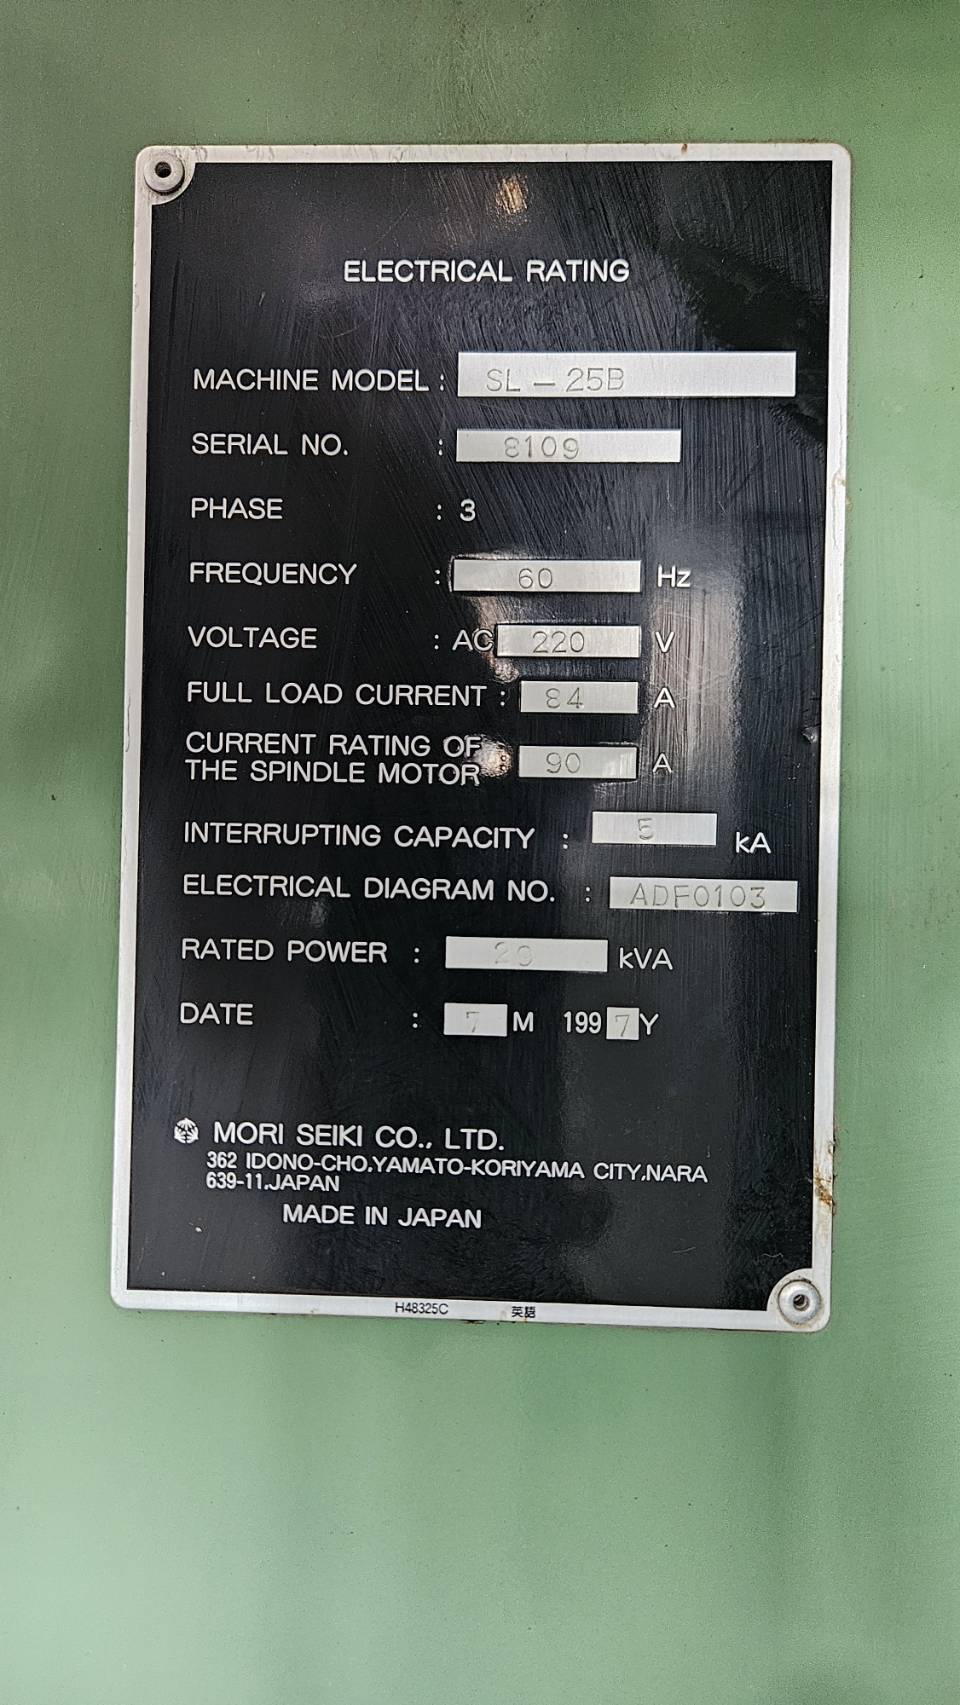 ELECTRICAL RATING
MACHINE MODEL : SL-25B
SERIAL NO. : 8109
PHASE : 3
FREQUENCY : 60 Hz
VOLTAGE : AC 220 V
FULL LOAD CURRENT : 84 A
CURRENT RATING OF
THE SPINDLE MOTOR : 90 A
INTERRUPTING CAPACITY : 5 kA
ELECTRICAL DIAGRAM NO. : ADF0103
RATED POWER : kVA
DATE : 7 M 1997Y
MORI SEIKI CO., LTD.
362 IDONO-CHO,YAMATO-KORIYAMA CITY,NARA
639-11,JAPAN
MADE IN JAPAN
H48325C 英語